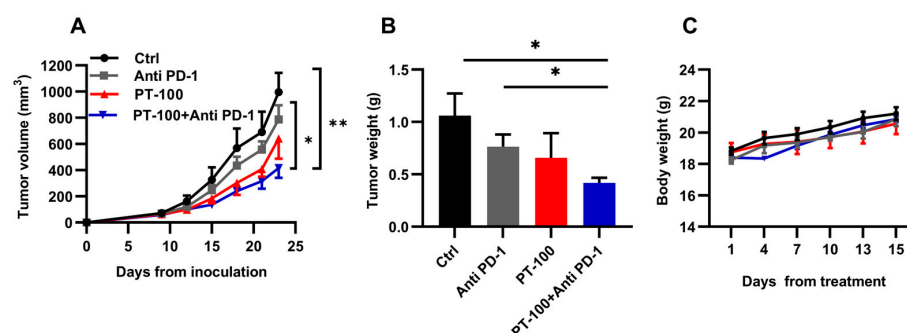 A
Tumor volume (mm³)
1200
1000
800
600
400
200
0
0
5
10
15
20
25
Days from inoculation
Ctrl
Anti PD-1
PT-100
PT-100+Anti PD-1
*
**
B
Tumor weight (g)
1.5
1.0
0.5
0.0
Ctrl
Anti PD-1
PT-100
PT-100+Anti PD-1
*
*
C
Body weight (g)
22
20
18
16
14
1
4
7
10
13
15
Days from treatment